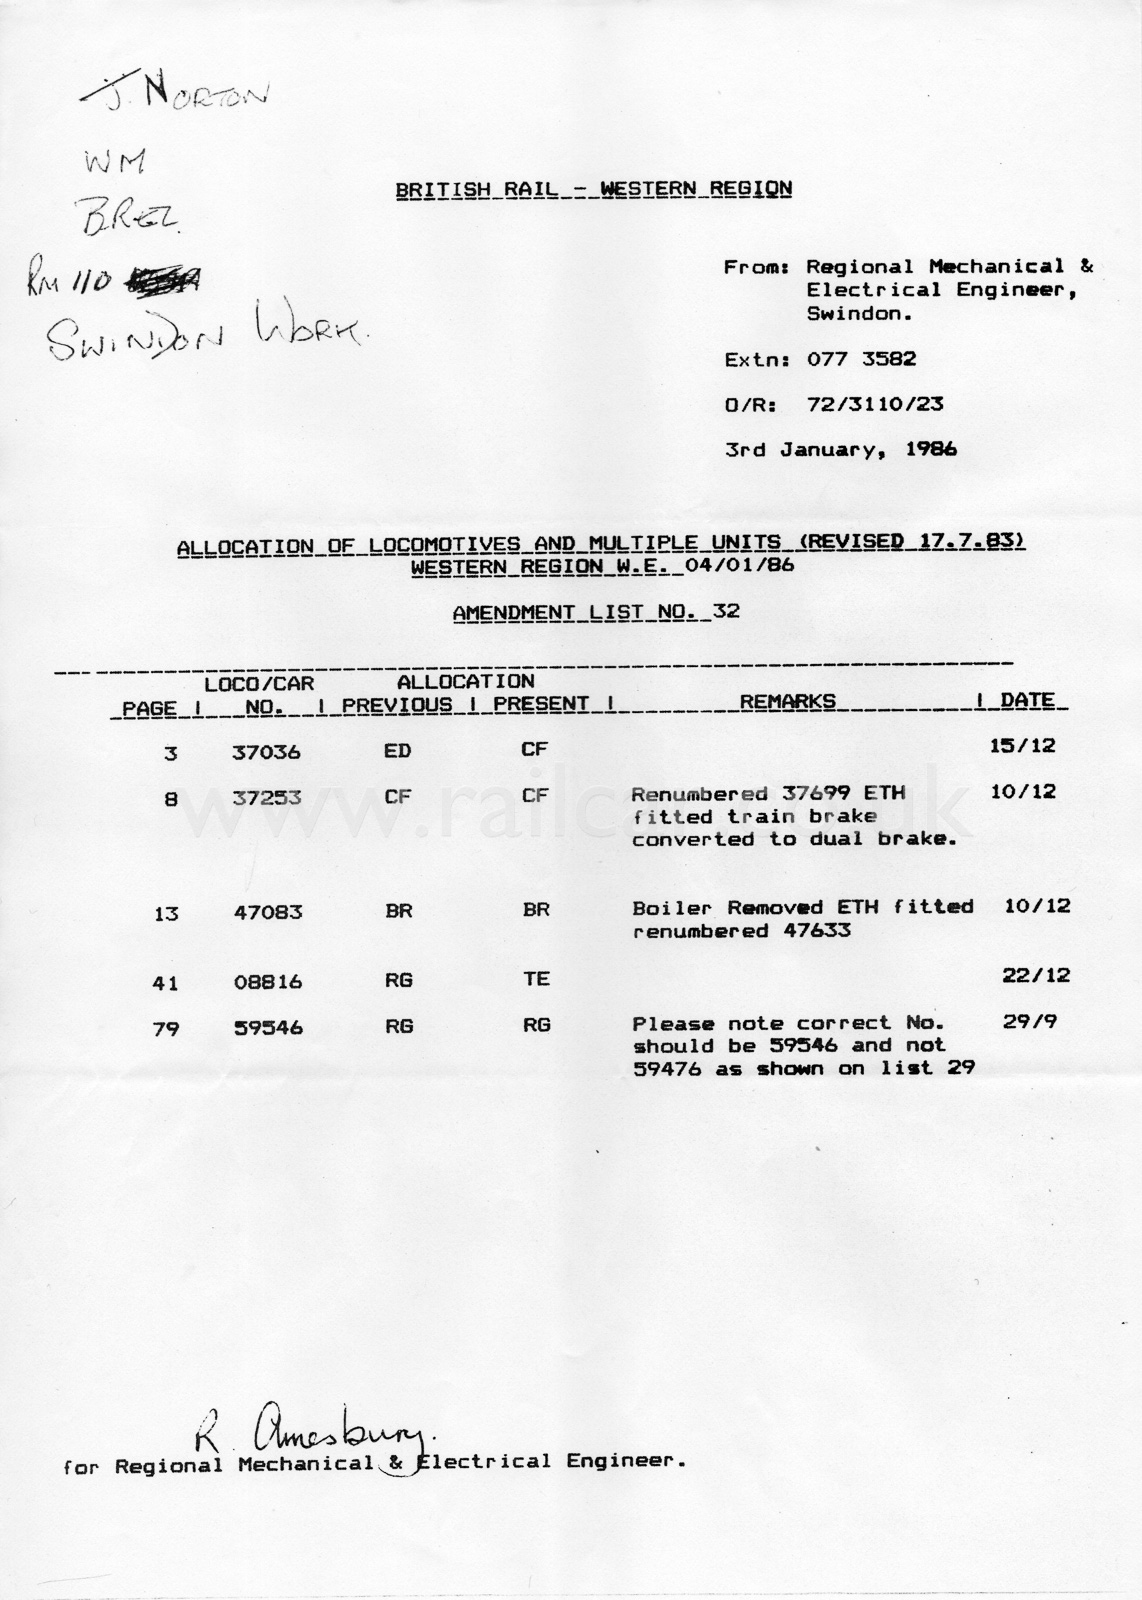 J. NORTON
WM
BREL
RM 110
SWINDON WORK.
BRITISH RAIL - WESTERN REGION
From: Regional Mechanical &
Electrical Engineer,
Swindon.
Extn: 077 3582
O/R: 72/3110/23
3rd January, 1986
ALLOCATION OF LOCOMOTIVES AND MULTIPLE UNITS (REVISED 17.7.83)
WESTERN REGION W.E. 04/01/86
AMENDMENT LIST NO. 32
LOCO/CAR ALLOCATION
PAGE | NO. | PREVIOUS | PRESENT | REMARKS | DATE
3 37036 ED CF 15/12
8 37253 CF CF Renumbered 37699 ETH 10/12
fitted train brake
converted to dual brake.
www.railcar.co.uk
13 47083 BR BR Boiler Removed ETH fitted 10/12
renumbered 47633
41 08816 RG TE 22/12
79 59546 RG RG Please note correct No. 29/9
should be 59546 and not
59476 as shown on list 29
R. Amesbury.
for Regional Mechanical & Electrical Engineer.